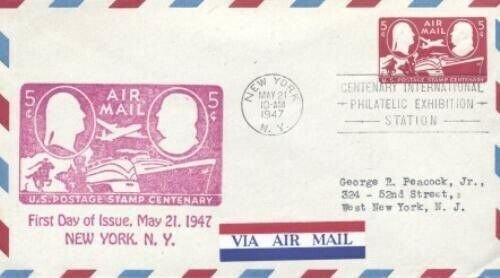 5¢ AIR MAIL 5¢
U.S. POSTAGE STAMP CENTENARY
NEW YORK
MAY 21
10-AM
1947
N. Y.
CENTENARY INTERNATIONAL
PHILATELIC EXHIBITION
STATION
5¢ AIR MAIL 5¢
U.S. POSTAGE STAMP CENTENARY
First Day of Issue, May 21. 1947
NEW YORK. N. Y.
George R. Peacock, Jr.,
324 - 52nd Street,:
West New York, N. J.
VIA AIR MAIL